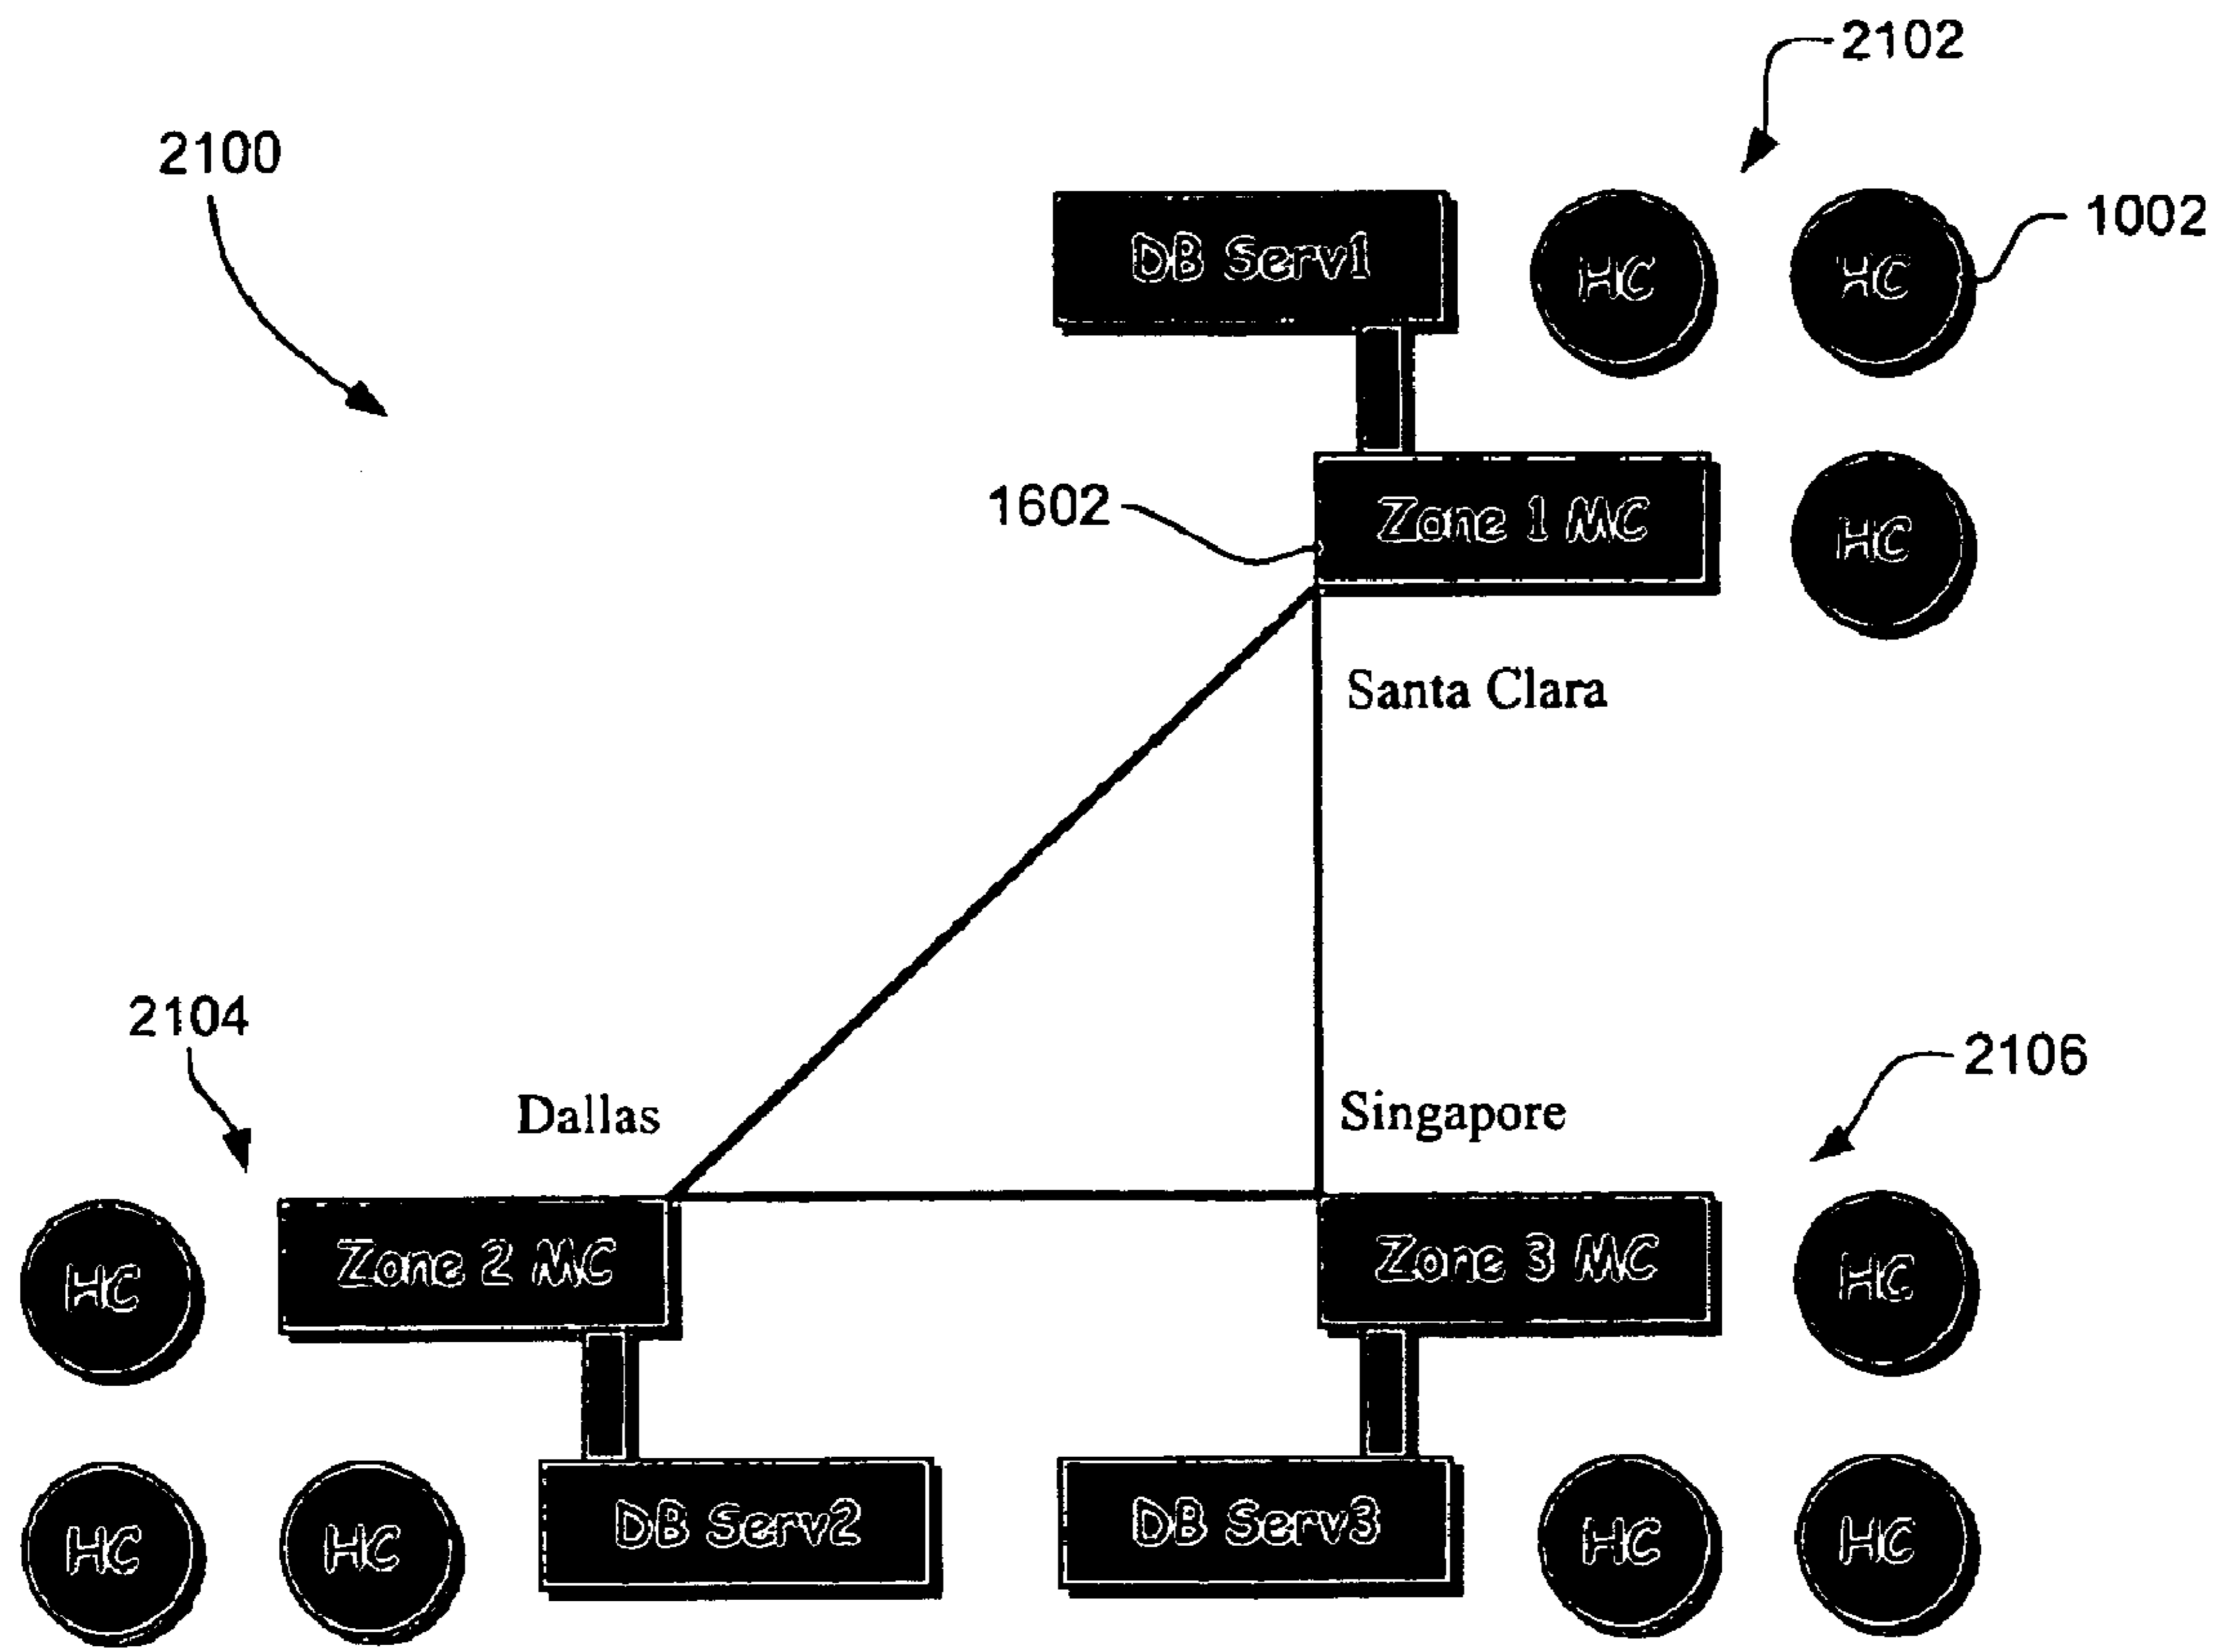 2102
2100
1002
DB Serv1
HC
HC
1602
Zone 1 MC
HC
Santa Clara
2104
2106
Dallas
Singapore
HC
Zone 2 MC
Zone 3 MC
HC
HC
HC
DB Serv2
DB Serv3
HC
HC